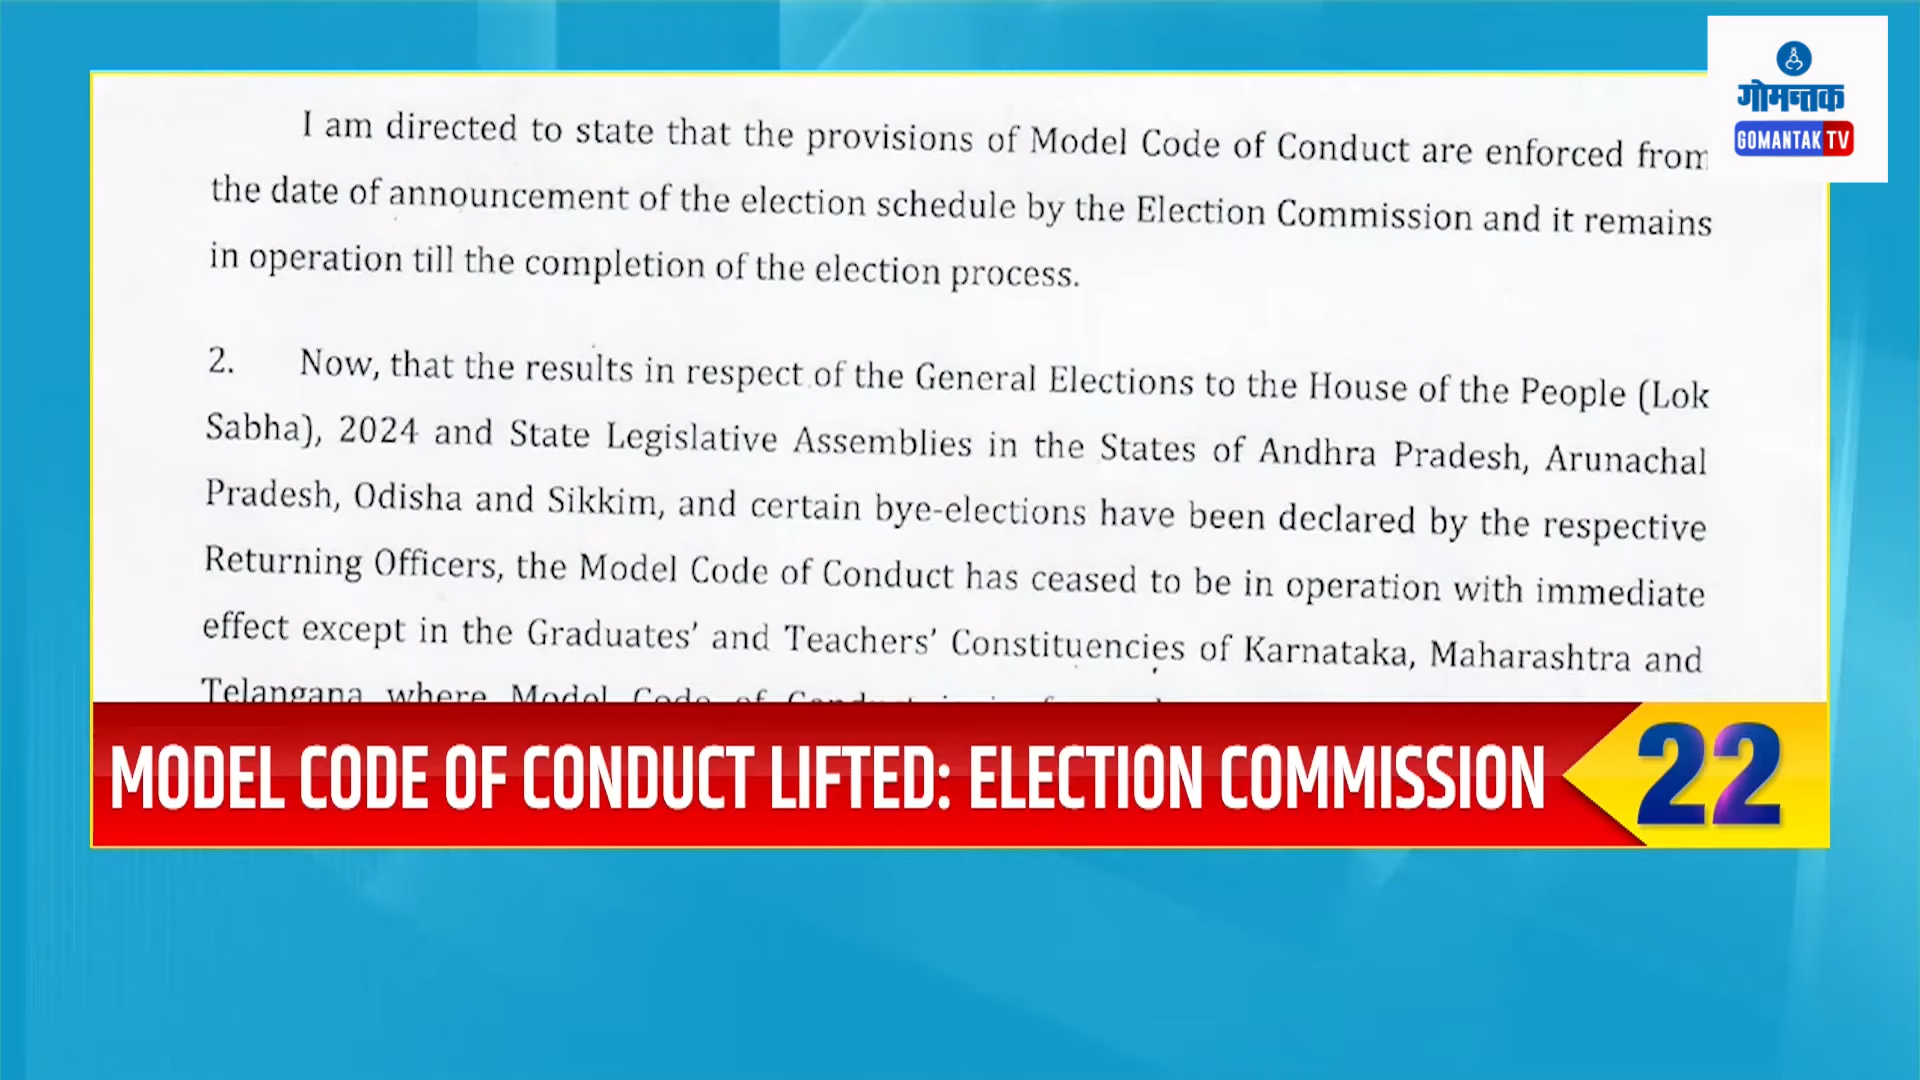 गोमन्तक
GOMANTAK TV
I am directed to state that the provisions of Model Code of Conduct are enforced from
the date of announcement of the election schedule by the Election Commission and it remains
in operation till the completion of the election process.
2. Now, that the results in respect of the General Elections to the House of the People (Lok
Sabha), 2024 and State Legislative Assemblies in the States of Andhra Pradesh, Arunachal
Pradesh, Odisha and Sikkim, and certain bye-elections have been declared by the respective
Returning Officers, the Model Code of Conduct has ceased to be in operation with immediate
effect except in the Graduates' and Teachers' Constituencies of Karnataka, Maharashtra and
Telangana where Model Code of Conduct
MODEL CODE OF CONDUCT LIFTED: ELECTION COMMISSION
22